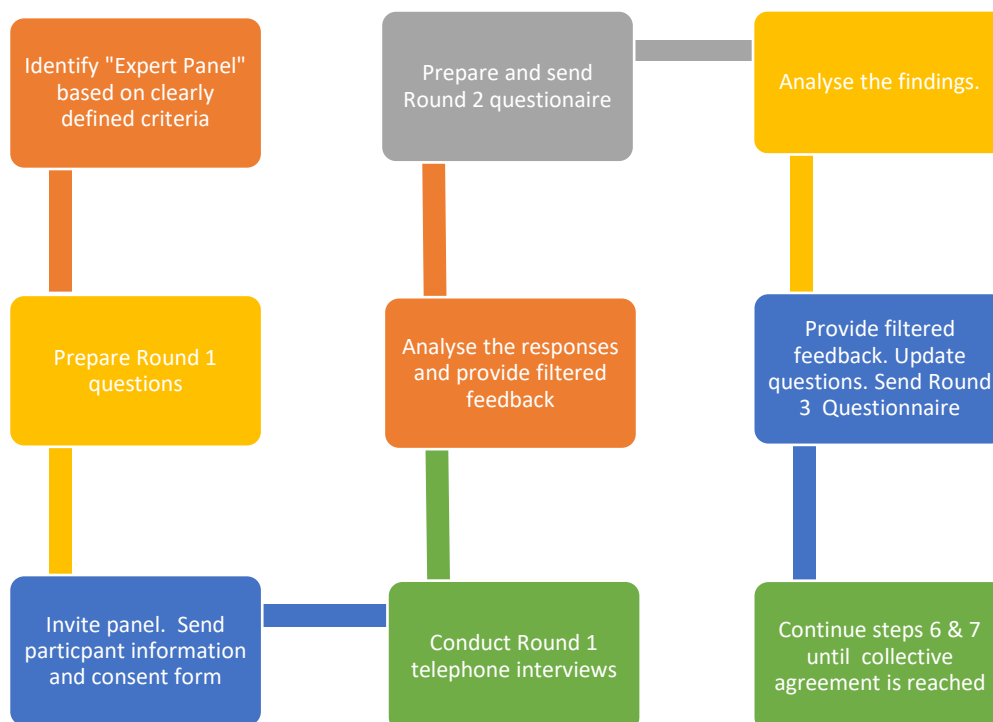 Identify "Expert Panel"
based on clearly
defined criteria
Prepare Round 1
questions
Invite panel.  Send
particpant information
and consent form
Conduct Round 1
telephone interviews
Analyse the responses
and provide filtered
feedback
Prepare and send
Round 2 questionaire
Analyse the findings.
Provide filtered
feedback. Update
questions. Send Round
3  Questionnaire
Continue steps 6 & 7
until  collective
agreement is reached